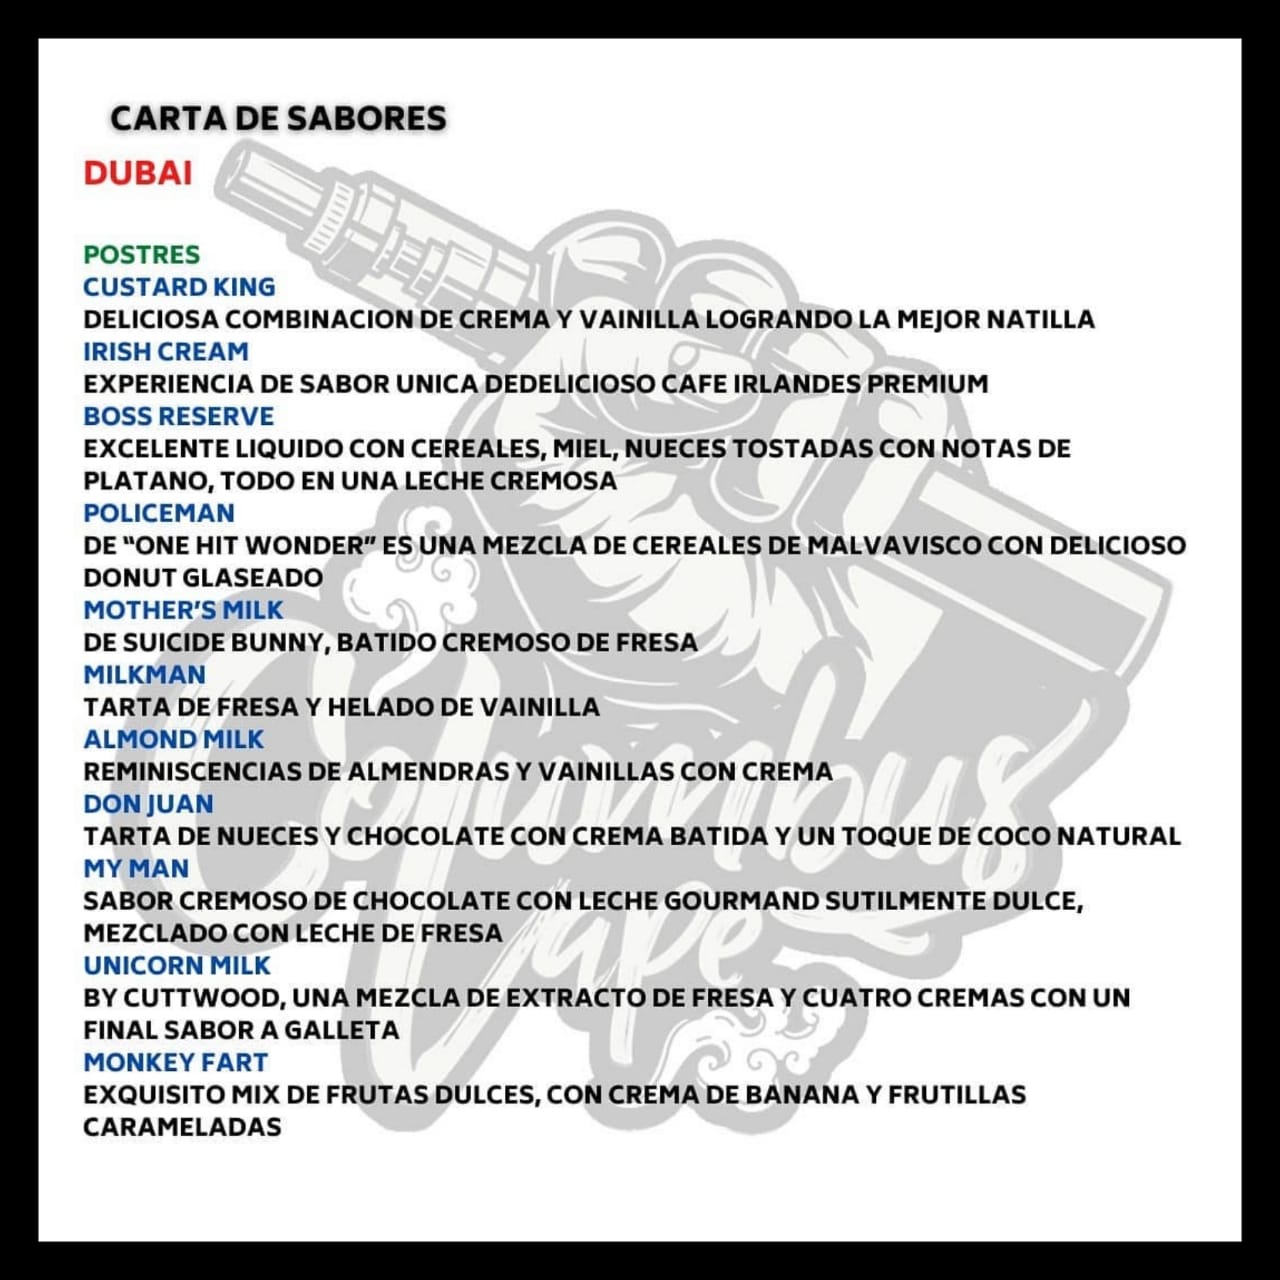 CARTA DE SABORES
DUBAI
POSTRES
CUSTARD KING
DELICIOSA COMBINACION DE CREMA Y VAINILLA LOGRANDO LA MEJOR NATILLA
IRISH CREAM
EXPERIENCIA DE SABOR UNICA DEDELICIOSO CAFE IRLANDES PREMIUM
BOSS RESERVE
EXCELENTE LIQUIDO CON CEREALES, MIEL, NUECES TOSTADAS CON NOTAS DE
PLATANO, TODO EN UNA LECHE CREMOSA
POLICEMAN
DE “ONE HIT WONDER” ES UNA MEZCLA DE CEREALES DE MALVAVISCO CON DELICIOSO
DONUT GLASEADO
MOTHER’S MILK
DE SUICIDE BUNNY, BATIDO CREMOSO DE FRESA
MILKMAN
TARTA DE FRESA Y HELADO DE VAINILLA
ALMOND MILK
REMINISCENCIAS DE ALMENDRAS Y VAINILLAS CON CREMA
DON JUAN
TARTA DE NUECES Y CHOCOLATE CON CREMA BATIDA Y UN TOQUE DE COCO NATURAL
MY MAN
SABOR CREMOSO DE CHOCOLATE CON LECHE GOURMAND SUTILMENTE DULCE,
MEZCLADO CON LECHE DE FRESA
UNICORN MILK
BY CUTTWOOD, UNA MEZCLA DE EXTRACTO DE FRESA Y CUATRO CREMAS CON UN
FINAL SABOR A GALLETA
MONKEY FART
EXQUISITO MIX DE FRUTAS DULCES, CON CREMA DE BANANA Y FRUTILLAS
CARAMELADAS
Columbus
Vape